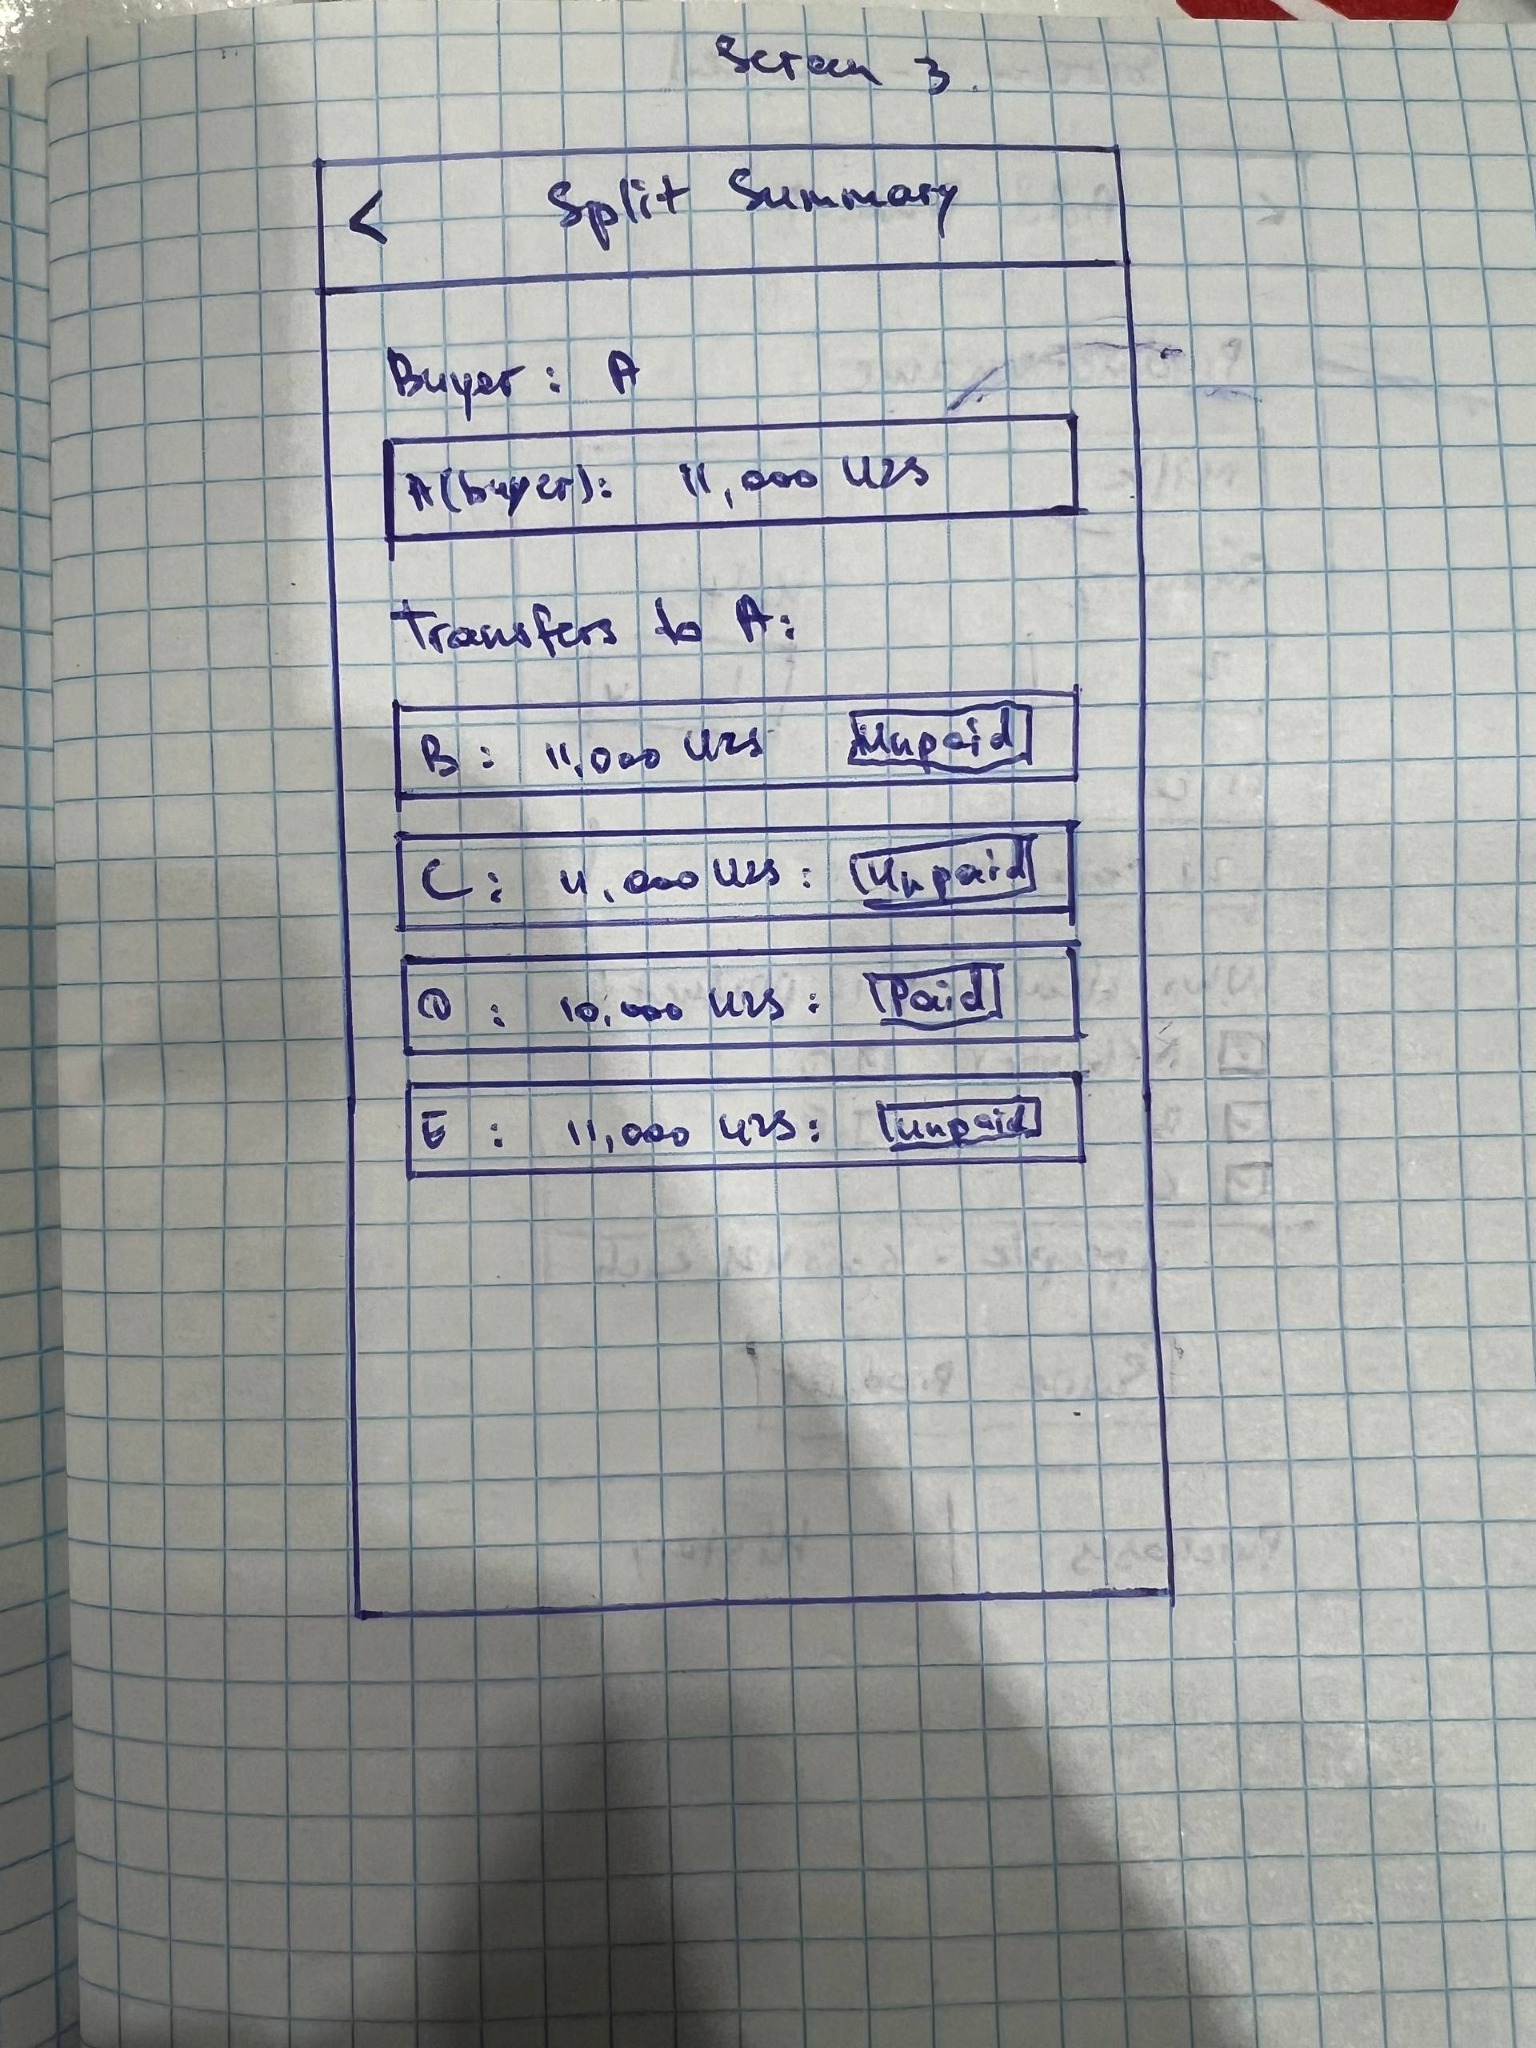 Screen 3.
< Split Summary
Buyer: A
A(buyer): 11,000 UZS
Transfers to A:
B: 11,000 UZS [Unpaid]
C: 11,000 UZS: [Unpaid]
D: 10,000 UZS: [Paid]
E: 11,000 UZS: [Unpaid]